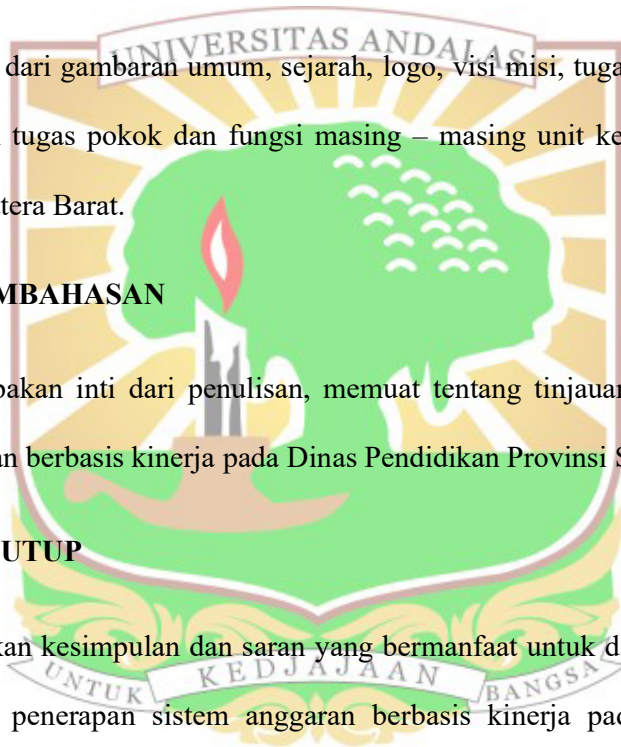 UNIVERSITAS ANDALAS
dari gambaran umum, sejarah, logo, visi misi, tuga
tugas pokok dan fungsi masing – masing unit ke
tera Barat.
MBAHASAN
pakan inti dari penulisan, memuat tentang tinjauan
an berbasis kinerja pada Dinas Pendidikan Provinsi S
UTUP
kan kesimpulan dan saran yang bermanfaat untuk d
UNTUK KEDJAJAAN BANGSA
penerapan sistem anggaran berbasis kinerja pad